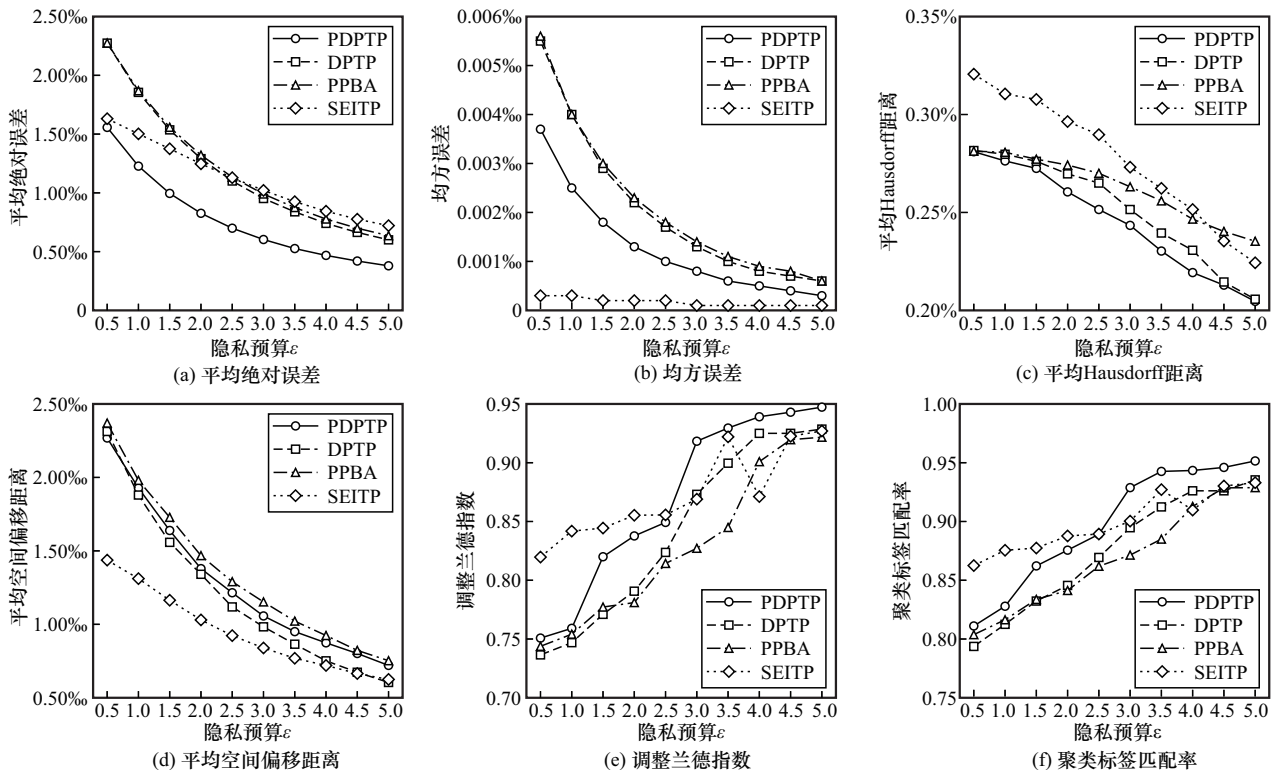 2.50‰
2.00‰
1.50‰
1.00‰
0.50‰
0
平均绝对误差
PDPTP
DPTP
PPBA
SEITP
0.5 1.0 1.5 2.0 2.5 3.0 3.5 4.0 4.5 5.0
隐私预算ε
(a) 平均绝对误差
0.006‰
0.005‰
0.004‰
0.003‰
0.002‰
0.001‰
0
均方误差
PDPTP
DPTP
PPBA
SEITP
0.5 1.0 1.5 2.0 2.5 3.0 3.5 4.0 4.5 5.0
隐私预算ε
(b) 均方误差
0.35%
0.30%
0.25%
0.20%
平均Hausdorff距离
PDPTP
DPTP
PPBA
SEITP
0.5 1.0 1.5 2.0 2.5 3.0 3.5 4.0 4.5 5.0
隐私预算ε
(c) 平均Hausdorff距离
2.50‰
2.00‰
1.50‰
1.00‰
0.50‰
平均空间偏移距离
PDPTP
DPTP
PPBA
SEITP
0.5 1.0 1.5 2.0 2.5 3.0 3.5 4.0 4.5 5.0
隐私预算ε
(d) 平均空间偏移距离
0.95
0.90
0.85
0.80
0.75
0.70
调整兰德指数
PDPTP
DPTP
PPBA
SEITP
0.5 1.0 1.5 2.0 2.5 3.0 3.5 4.0 4.5 5.0
隐私预算ε
(e) 调整兰德指数
1.00
0.95
0.90
0.85
0.80
0.75
聚类标签匹配率
PDPTP
DPTP
PPBA
SEITP
0.5 1.0 1.5 2.0 2.5 3.0 3.5 4.0 4.5 5.0
隐私预算ε
(f) 聚类标签匹配率